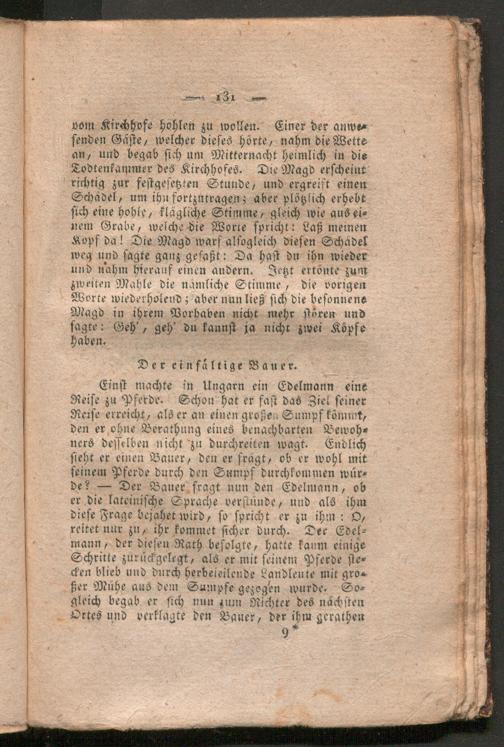 — 131 —
vom Kirchhofe hohlen zu wollen. Einer der anwe-
senden Gäste, welcher dieses hörte, nahm die Wette
an, und begab sich um Mitternacht heimlich in die
Todtenkammer des Kirchhofes. Die Magd erscheint
richtig zur festgesetzten Stunde, und ergreift einen
Schädel, um ihn fortzutragen; aber plötzlich erhebt
sich eine hohle, klägliche Stimme, gleich wie aus ei-
nem Grabe, welche die Worte spricht: Laß meinen
Kopf da! Die Magd warf alsogleich diesen Schädel
weg und sagte ganz gefaßt: Da hast du ihn wieder
und nahm hierauf einen andern. Jetzt ertönte zum
zweiten Mahle die nämliche Stimme, die vorigen
Worte wiederholend; aber nun ließ sich die besonnene
Magd in ihrem Vorhaben nicht mehr stören und
sagte: Geh', geh' du kannst ja nicht zwei Köpfe
haben.
Der einfältige Bauer.
Einst machte in Ungarn ein Edelmann eine
Reise zu Pferde. Schon hat er fast das Ziel seiner
Reise erreicht, als er an einen großen Sumpf kömmt,
den er ohne Berathung eines benachbarten Bewoh-
ners desselben nicht zu durchreiten wagt. Endlich
sieht er einen Bauer, den er frägt, ob er wohl mit
seinem Pferde durch den Sumpf durchkommen wür-
de? — Der Bauer fragt nun den Edelmann, ob
er die lateinische Sprache verstünde, und als ihm
diese Frage bejahet wird, so spricht er zu ihm: O,
reitet nur zu, ihr kommet sicher durch. Der Edel-
mann, der diesen Rath befolgte, hatte kaum einige
Schritte zurückgelegt, als er mit seinem Pferde ste-
cken blieb und durch herbeieilende Landleute mit gro-
ßer Mühe aus dem Sumpfe gezogen wurde. So-
gleich begab er sich nun zum Richter des nächsten
Ortes und verklagte den Bauer, der ihm gerathen
9*